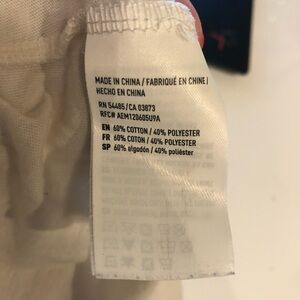 MADE IN CHINA / FABRIQUÉ EN CHINE /
HECHO EN CHINA
RN 54485/CA 03873
RFC# AEM120605U9A
EN 60% COTTON / 40% POLYESTER
FR 60% COTON / 40% POLYESTER
SP 60% algodón / 40% poliéster